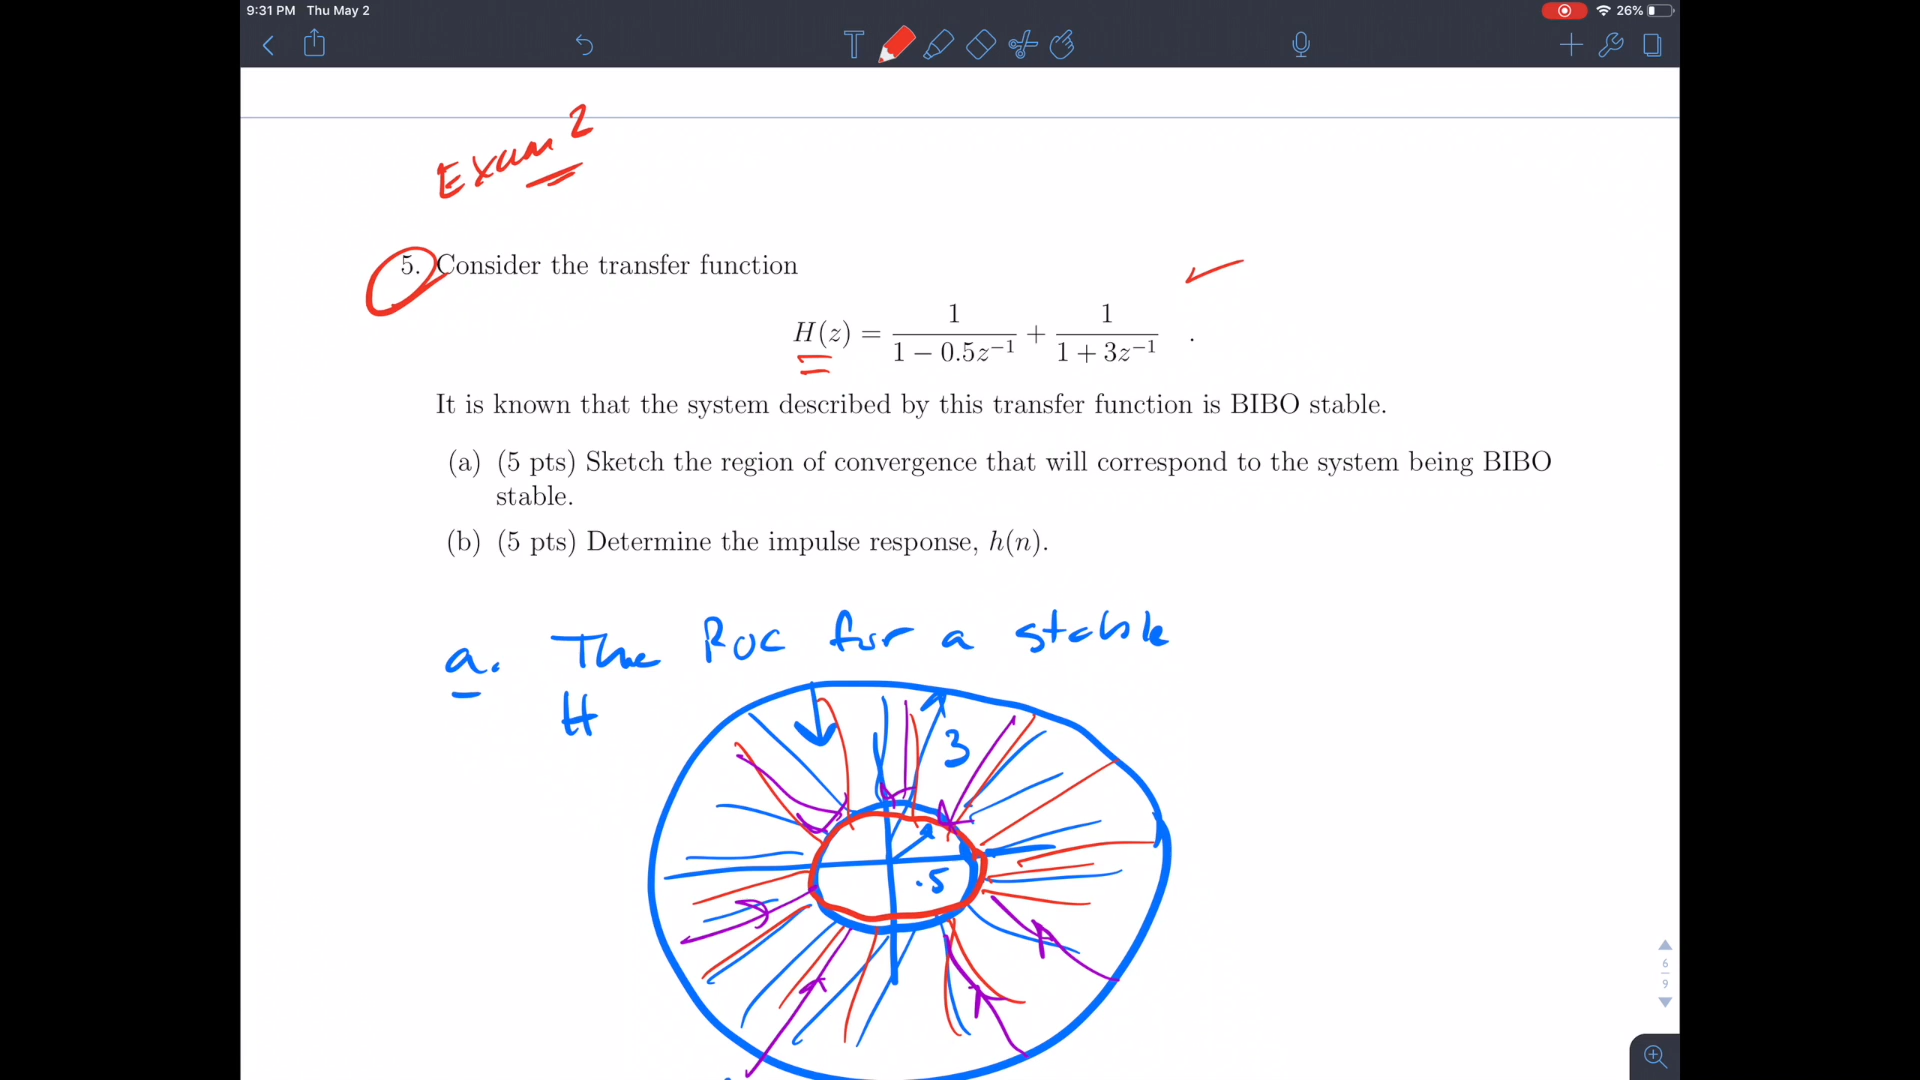 9:31 PM Thu May 2
26%
T
Exam 2
5. Consider the transfer function
H(z) = \frac{1}{1 - 0.5z^{-1}} + \frac{1}{1 + 3z^{-1}} .
It is known that the system described by this transfer function is BIBO stable.
(a) (5 pts) Sketch the region of convergence that will correspond to the system being BIBO
stable.
(b) (5 pts) Determine the impulse response, h(n).
a. The ROC for a stable
H
3
.5
6
9